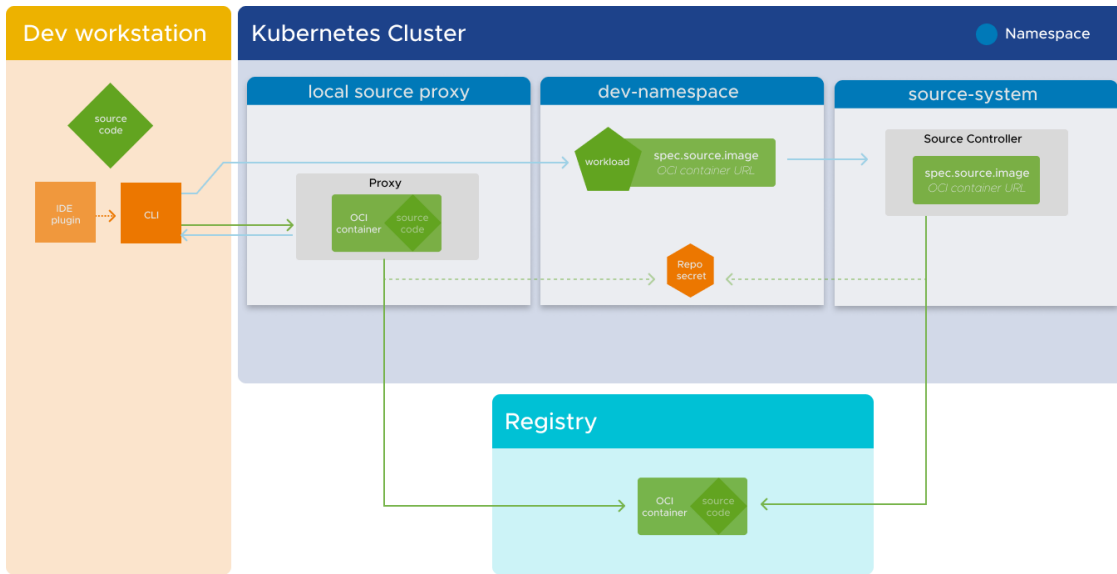 Dev workstation
Kubernetes Cluster
Namespace
local source proxy
dev-namespace
source-system
source
code
IDE
plugin
CLI
Proxy
OCI
container
source
code
workload
spec.source.image
OCI container URL
Source Controller
spec.source.image
OCI container URL
Repo
secret
Registry
OCI
container
source
code